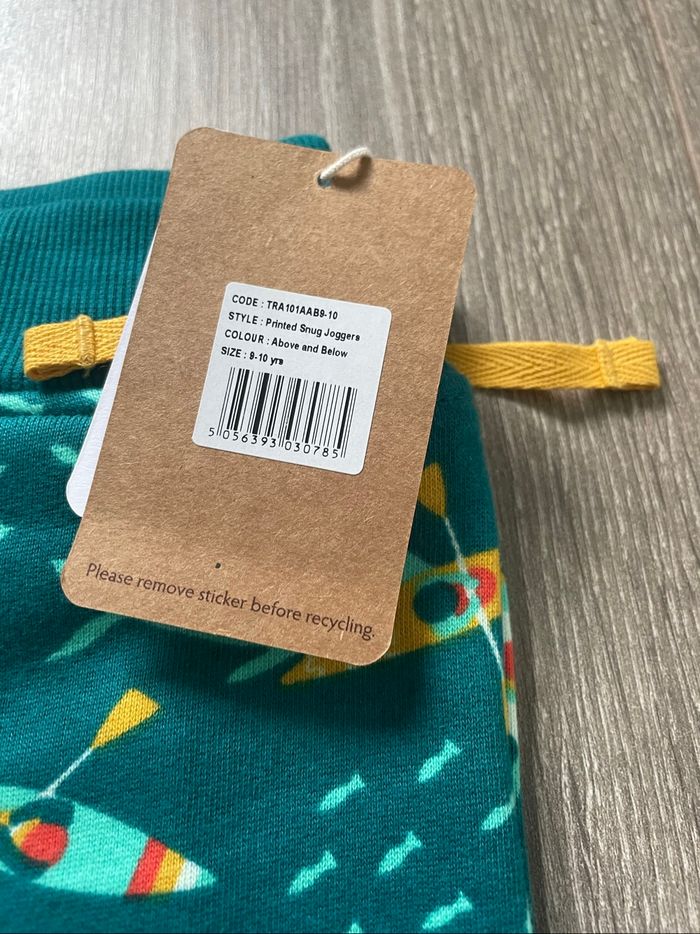 CODE : TRA101AAB9-10
STYLE : Printed Snug Joggers
COLOUR : Above and Below
SIZE : 9-10 yrs
5 056393 030785
Please remove sticker before recycling.